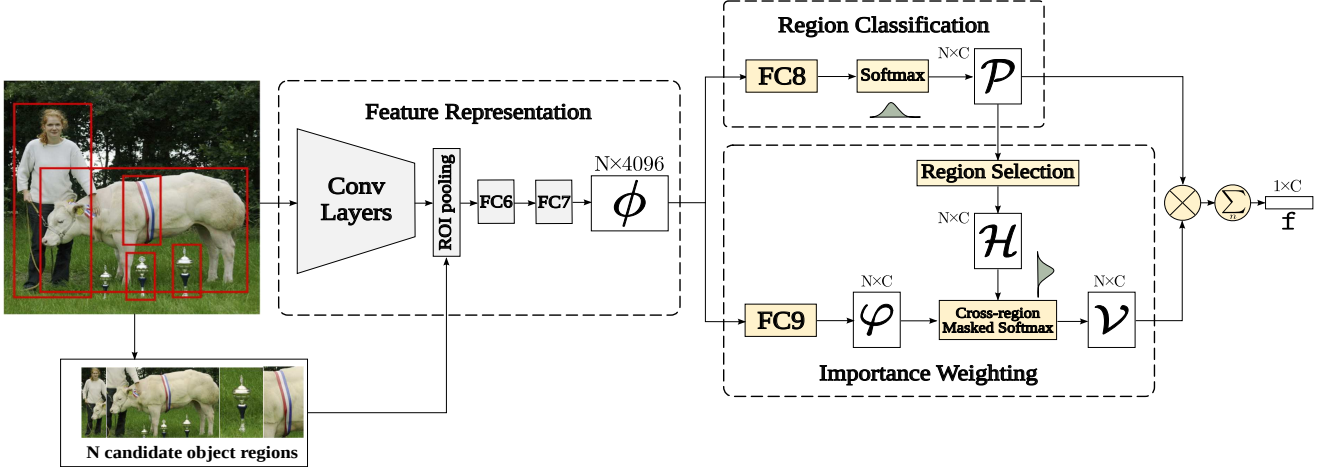 Region Classification
N×C
FC8
Softmax
𝒫
Feature Representation
Conv
Layers
ROI pooling
FC6
FC7
N×4096
ϕ
Region Selection
N×C
ℋ
1×C
∑
n
f
N×C
N×C
FC9
φ
Cross-region
Masked Softmax
𝒱
Importance Weighting
N candidate object regions